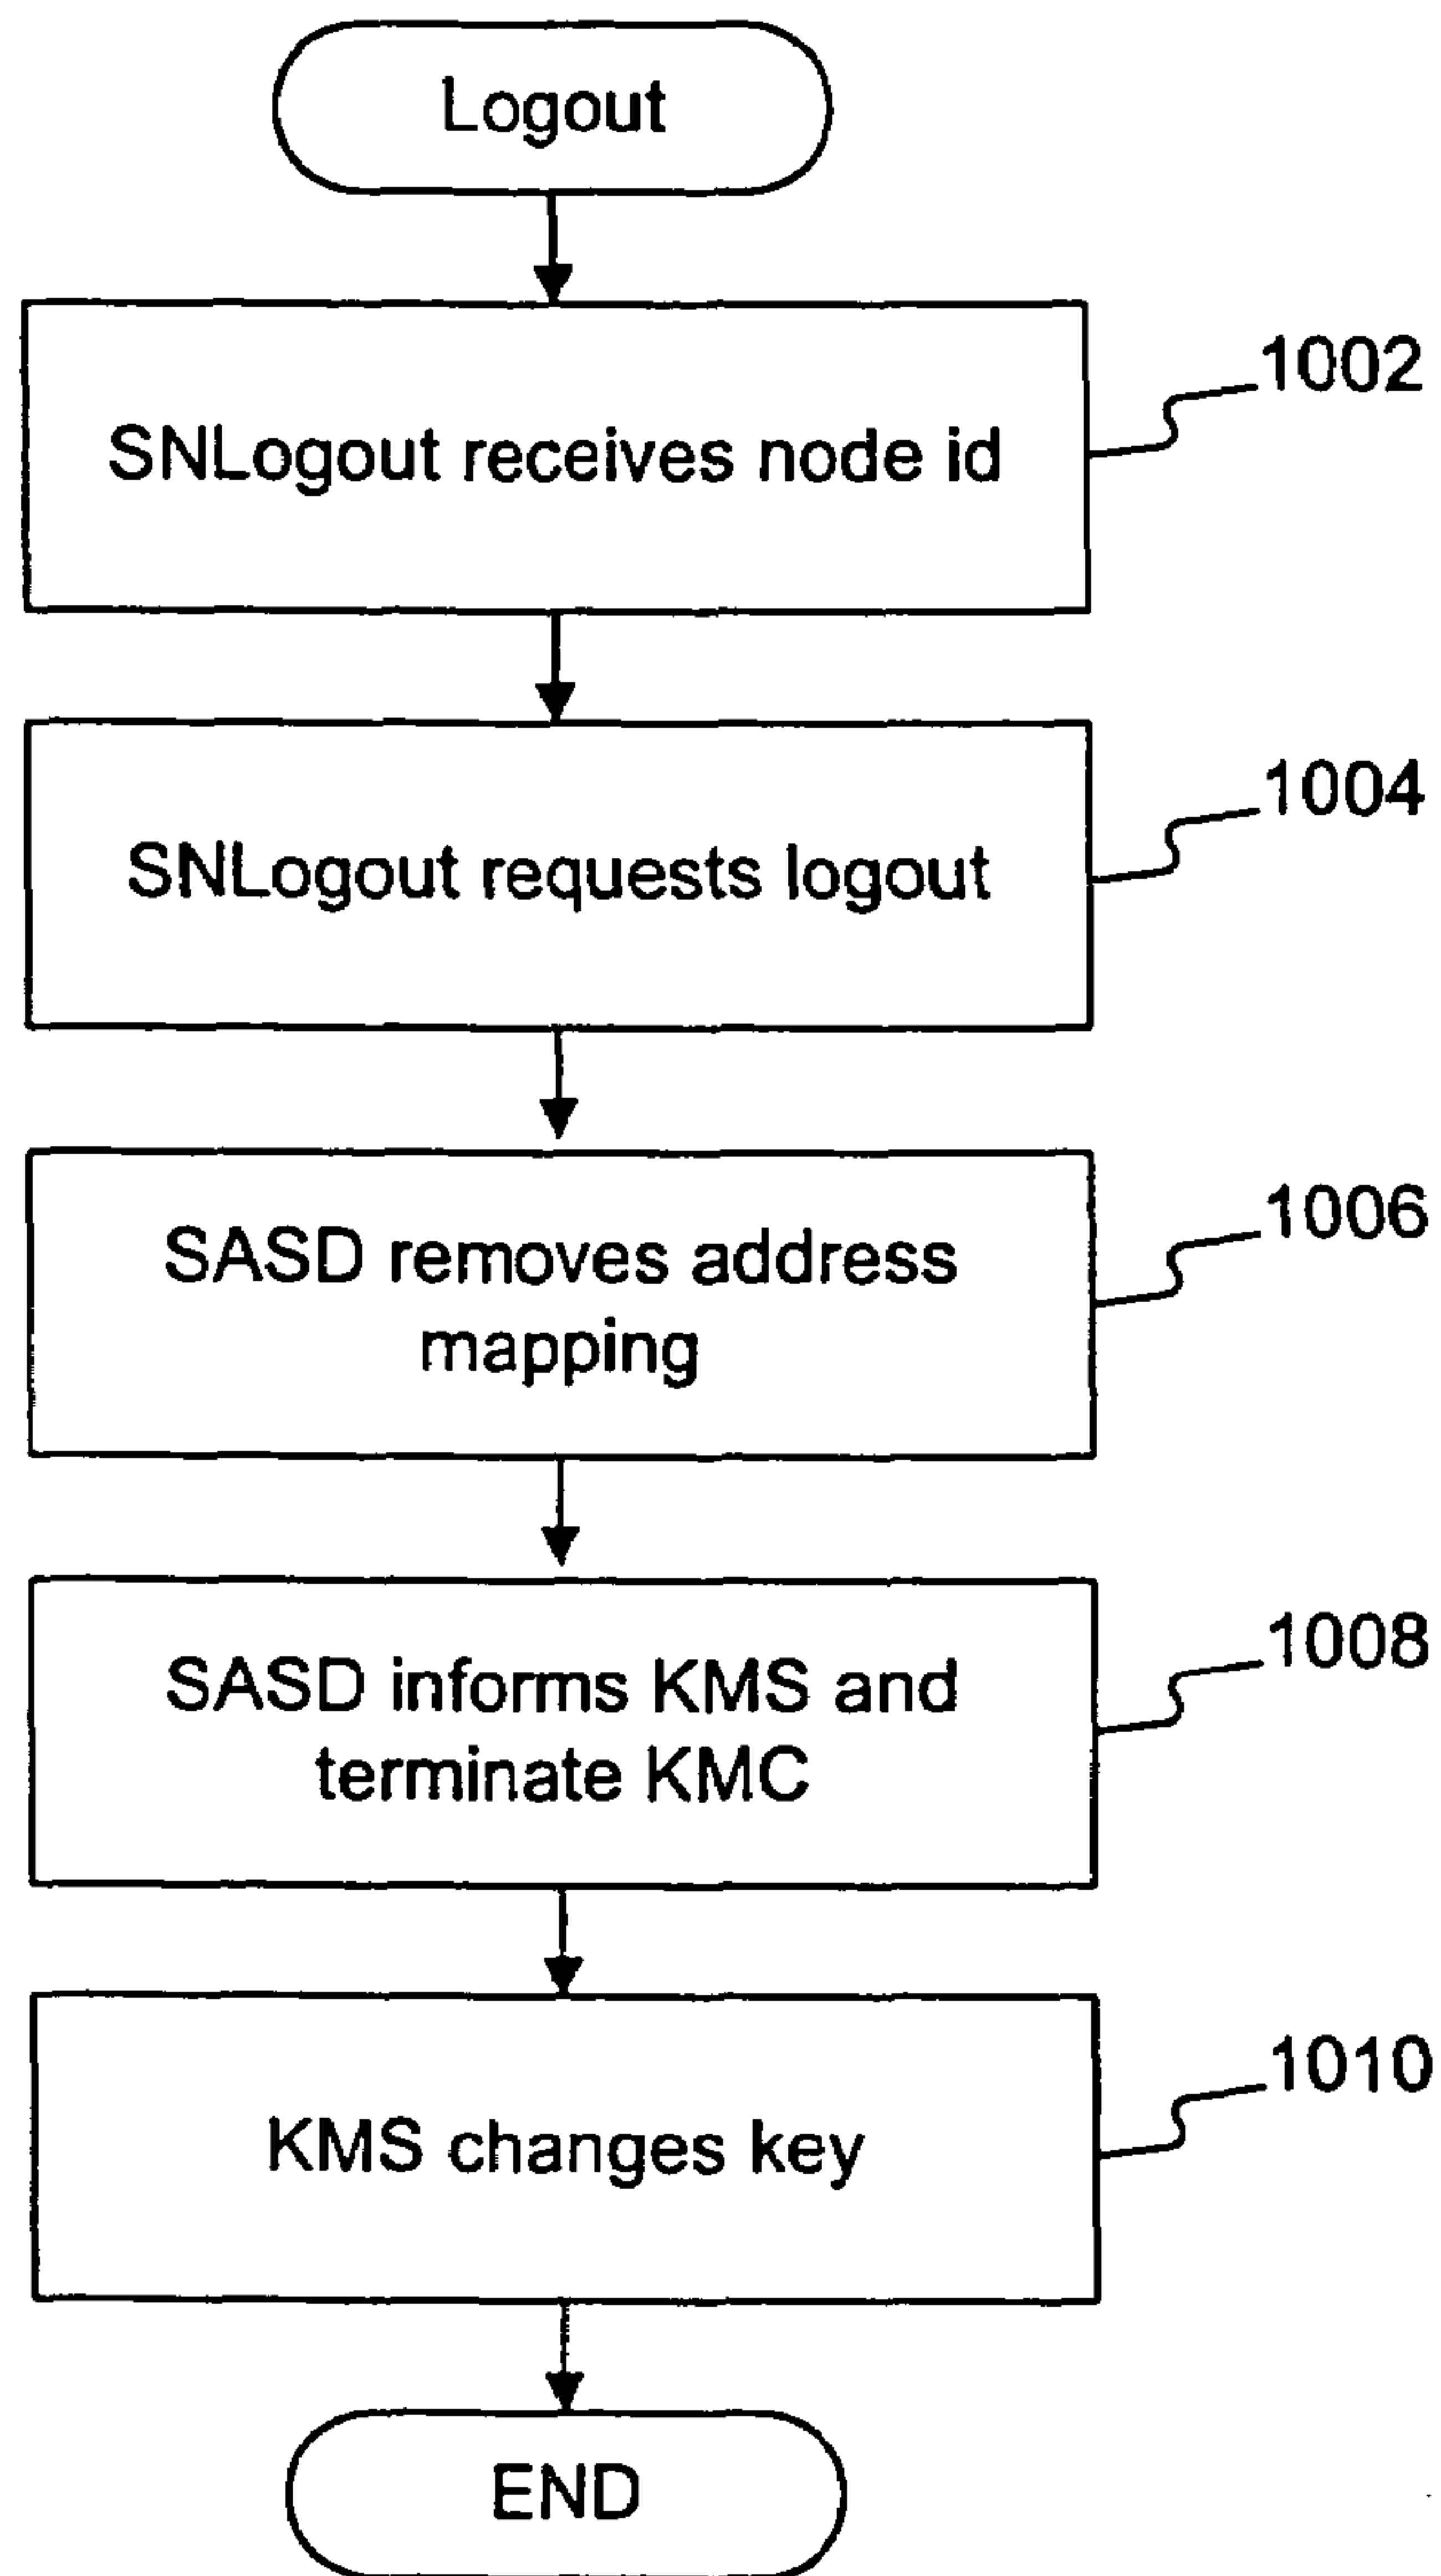 Logout
SNLogout receives node id
1002
SNLogout requests logout
1004
SASD removes address
mapping
1006
SASD informs KMS and
terminate KMC
1008
KMS changes key
1010
END